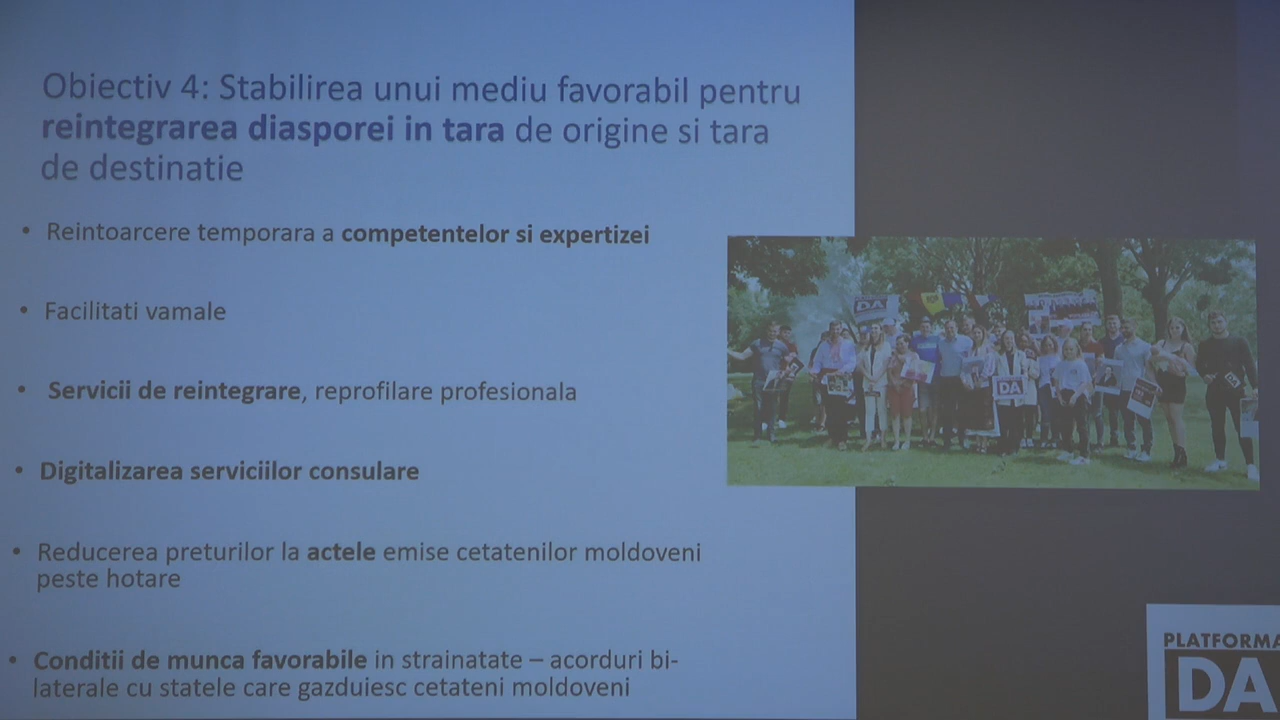 Obiectiv 4: Stabilirea unui mediu favorabil pentru
reintegrarea diasporei in tara de origine si tara
de destinatie
• Reintoarcere temporara a competentelor si expertizei
• Facilitati vamale
• Servicii de reintegrare, reprofilare profesionala
• Digitalizarea serviciilor consulare
• Reducerea preturilor la actele emise cetatenilor moldoveni
peste hotare
• Conditii de munca favorabile in strainatate – acorduri bi-
laterale cu statele care gazduiesc cetateni moldoveni
DA
DA
PLATFORMA
DA